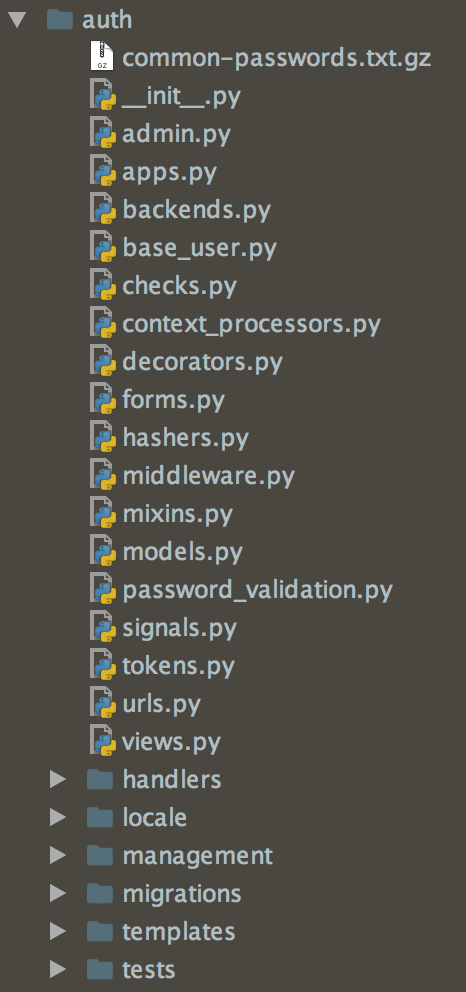 auth
GZ
common-passwords.txt.gz
__init__.py
admin.py
apps.py
backends.py
base_user.py
checks.py
context_processors.py
decorators.py
forms.py
hashers.py
middleware.py
mixins.py
models.py
password_validation.py
signals.py
tokens.py
urls.py
views.py
handlers
locale
management
migrations
templates
tests